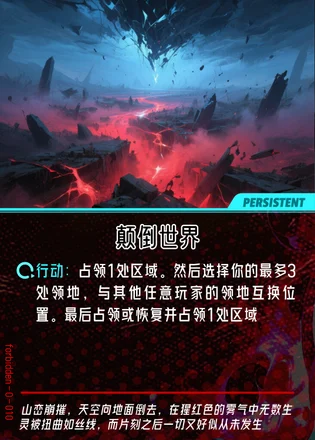 PERSISTENT
颠倒世界
行动：占领1处区域。然后选择你的最多3
处领地，与其他任意玩家的领地互换位
置。最后占领或恢复并占领1处区域
forbidden-0-010
山峦崩摧，天空向地面倒去，在猩红色的雾气中无数生
灵被扭曲如丝线，而片刻之后一切又好似从未发生